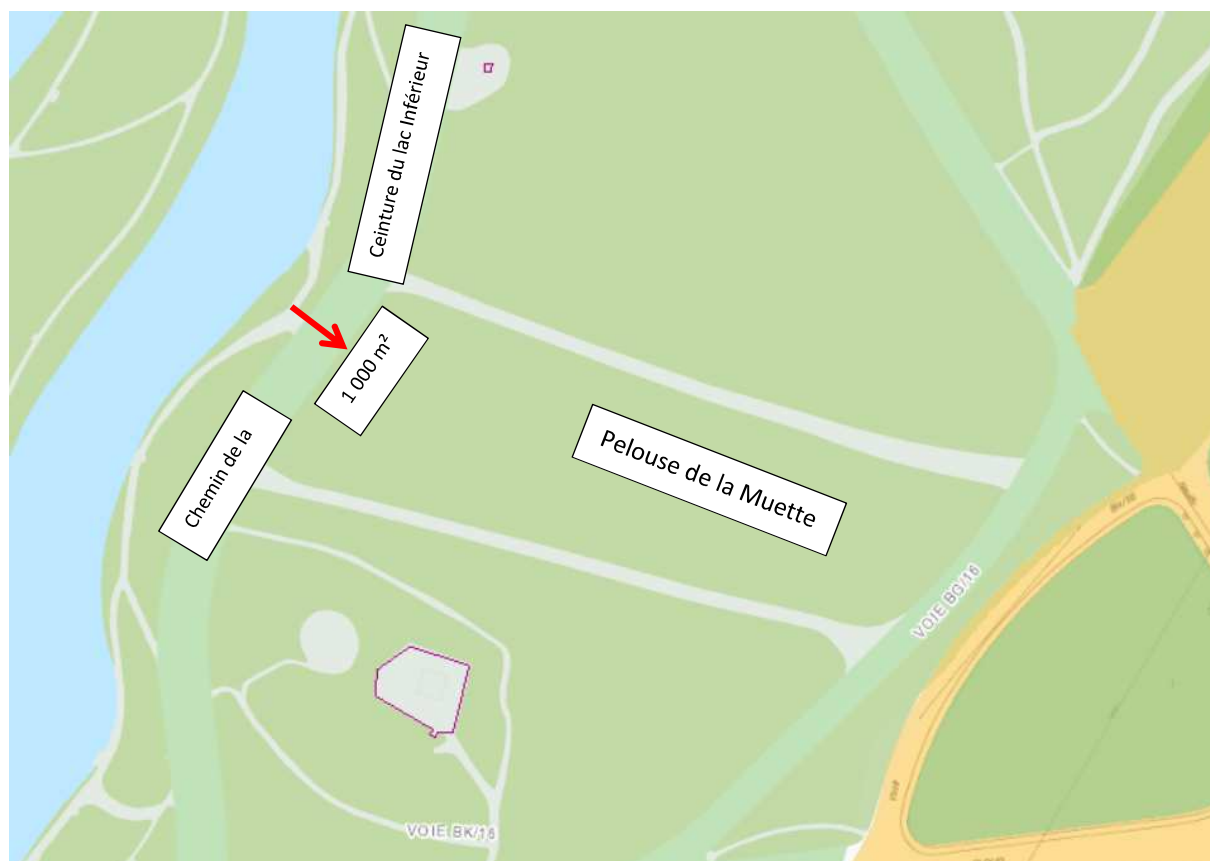 Ceinture du lac Inférieur
1 000 m²
Chemin de la
Pelouse de la Muette
VOIE BG/16
VOIE BK/16